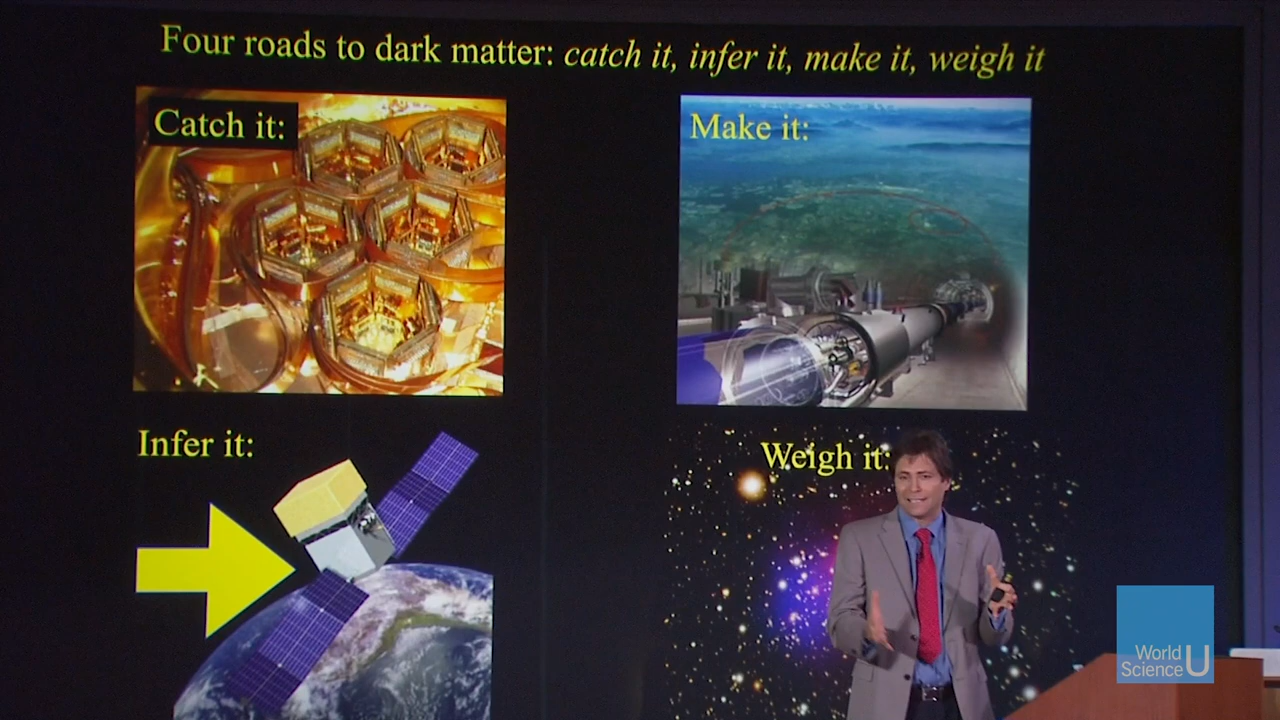 Four roads to dark matter: catch it, infer it, make it, weigh it
Catch it:
Make it:
Infer it:
Weigh it:
World
Science U